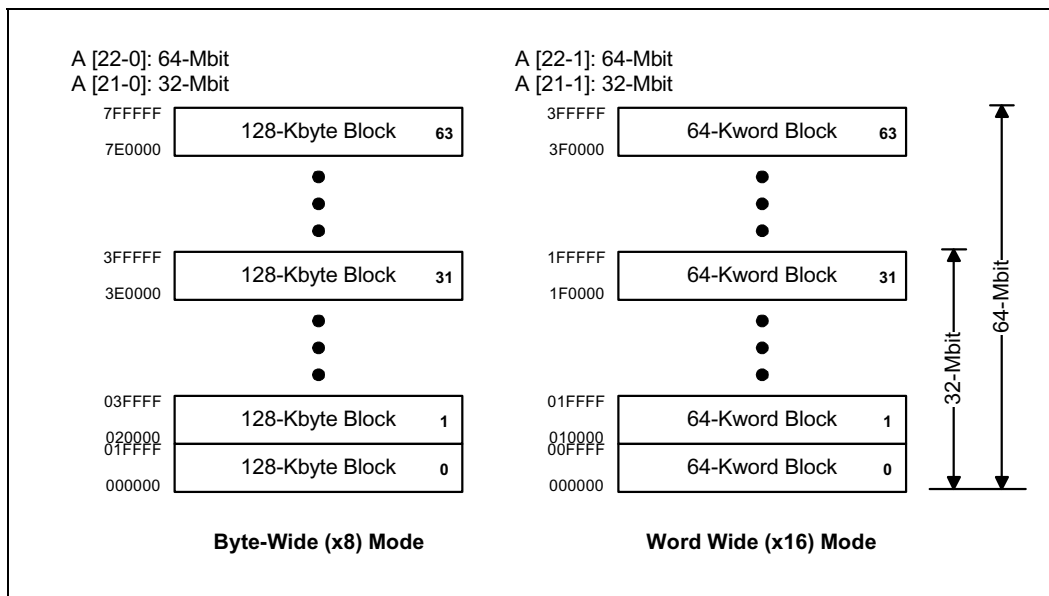 A [22-0]: 64-Mbit
A [21-0]: 32-Mbit
7FFFFF
128-Kbyte Block 63
7E0000
3FFFFF
128-Kbyte Block 31
3E0000
03FFFF
128-Kbyte Block 1
020000
01FFFF
128-Kbyte Block 0
000000
Byte-Wide (x8) Mode
A [22-1]: 64-Mbit
A [21-1]: 32-Mbit
3FFFFF
64-Kword Block 63
3F0000
1FFFFF
64-Kword Block 31
1F0000
01FFFF
64-Kword Block 1
010000
00FFFF
64-Kword Block 0
000000
Word Wide (x16) Mode
32-Mbit
64-Mbit